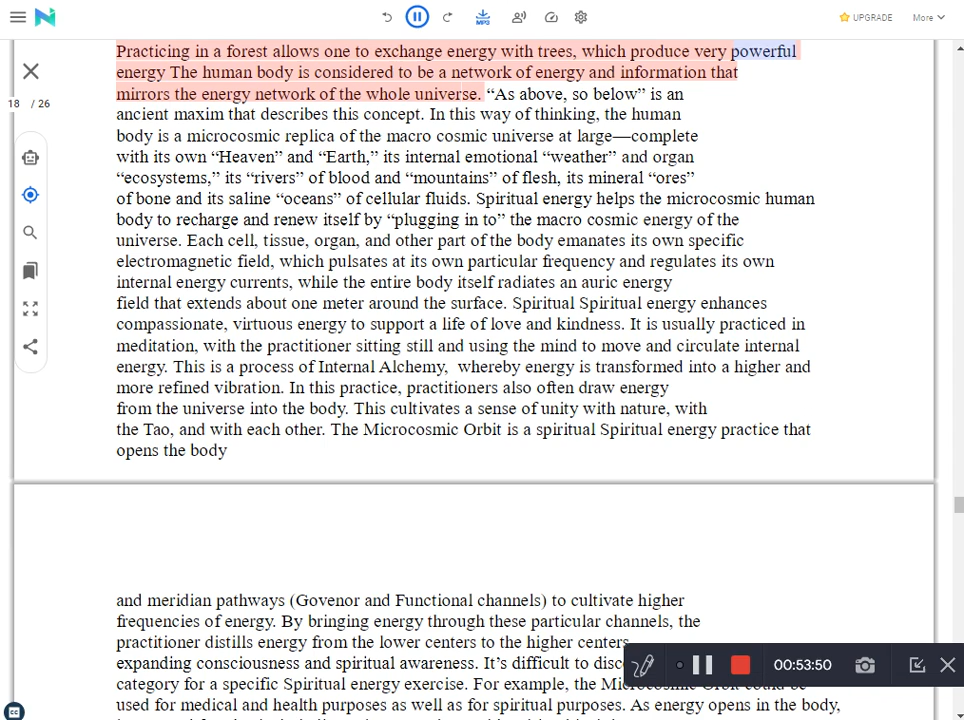 UPGRADE
More
MP3
18 / 26
Practicing in a forest allows one to exchange energy with trees, which produce very powerful
energy The human body is considered to be a network of energy and information that
mirrors the energy network of the whole universe. “As above, so below” is an
ancient maxim that describes this concept. In this way of thinking, the human
body is a microcosmic replica of the macro cosmic universe at large—complete
with its own “Heaven” and “Earth,” its internal emotional “weather” and organ
“ecosystems,” its “rivers” of blood and “mountains” of flesh, its mineral “ores”
of bone and its saline “oceans” of cellular fluids. Spiritual energy helps the microcosmic human
body to recharge and renew itself by “plugging in to” the macro cosmic energy of the
universe. Each cell, tissue, organ, and other part of the body emanates its own specific
electromagnetic field, which pulsates at its own particular frequency and regulates its own
internal energy currents, while the entire body itself radiates an auric energy
field that extends about one meter around the surface. Spiritual Spiritual energy enhances
compassionate, virtuous energy to support a life of love and kindness. It is usually practiced in
meditation, with the practitioner sitting still and using the mind to move and circulate internal
energy. This is a process of Internal Alchemy,  whereby energy is transformed into a higher and
more refined vibration. In this practice, practitioners also often draw energy
from the universe into the body. This cultivates a sense of unity with nature, with
the Tao, and with each other. The Microcosmic Orbit is a spiritual Spiritual energy practice that
opens the body
and meridian pathways (Govenor and Functional channels) to cultivate higher
frequencies of energy. By bringing energy through these particular channels, the
practitioner distills energy from the lower centers to the higher centers,
expanding consciousness and spiritual awareness. It’s difficult to
category for a specific Spiritual energy exercise. For example, the Microcosmic Orbit could be
used for medical and health purposes as well as for spiritual purposes. As energy opens in the body,
00:53:50
CC